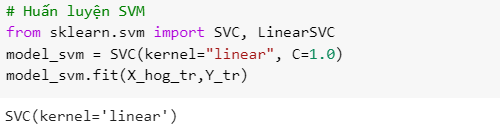 # Huấn luyện SVM
from sklearn.svm import SVC, LinearSVC
model_svm = SVC(kernel="linear", C=1.0)
model_svm.fit(X_hog_tr,Y_tr)
SVC(kernel='linear')